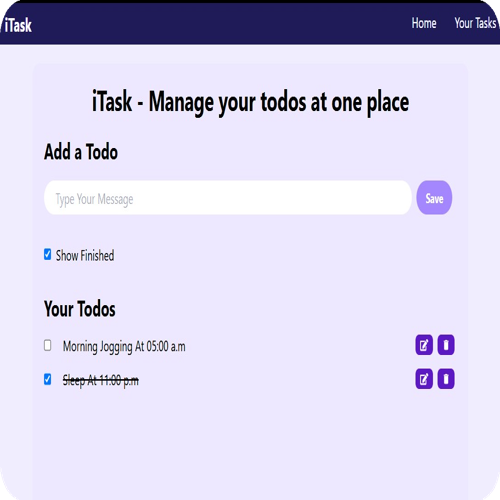 iTask
Home Your Tasks
iTask - Manage your todos at one place
Add a Todo
Type Your Message
Save
Show Finished
Your Todos
Morning Jogging At 05:00 a.m
Sleep At 11:00 p.m